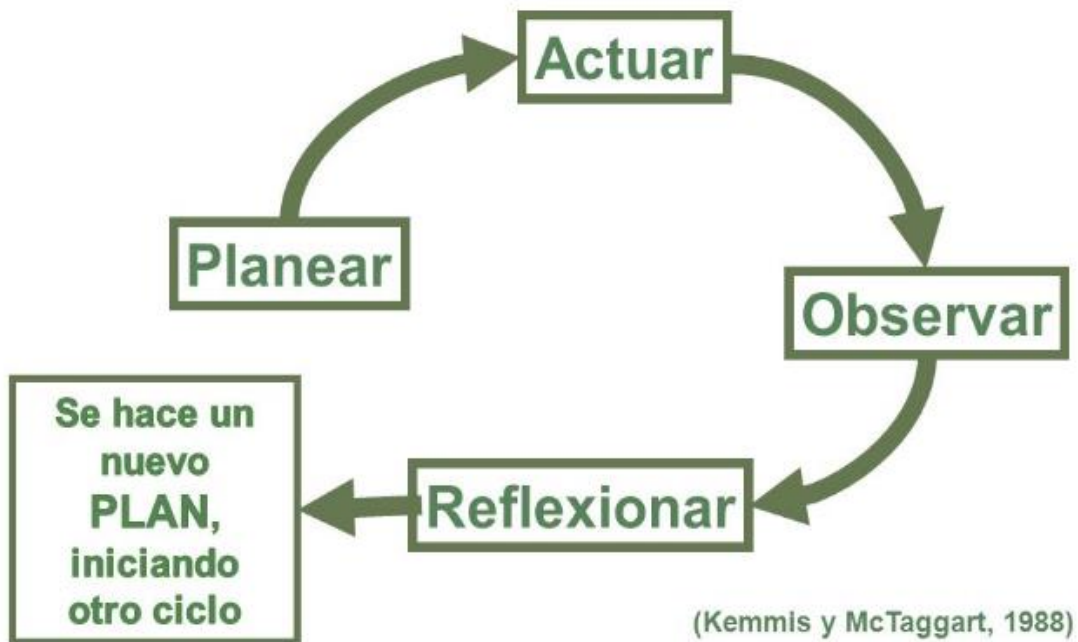 Actuar
Planear
Observar
Reflexionar
Se hace un
nuevo
PLAN,
iniciando
otro ciclo
(Kemmis y McTaggart, 1988)